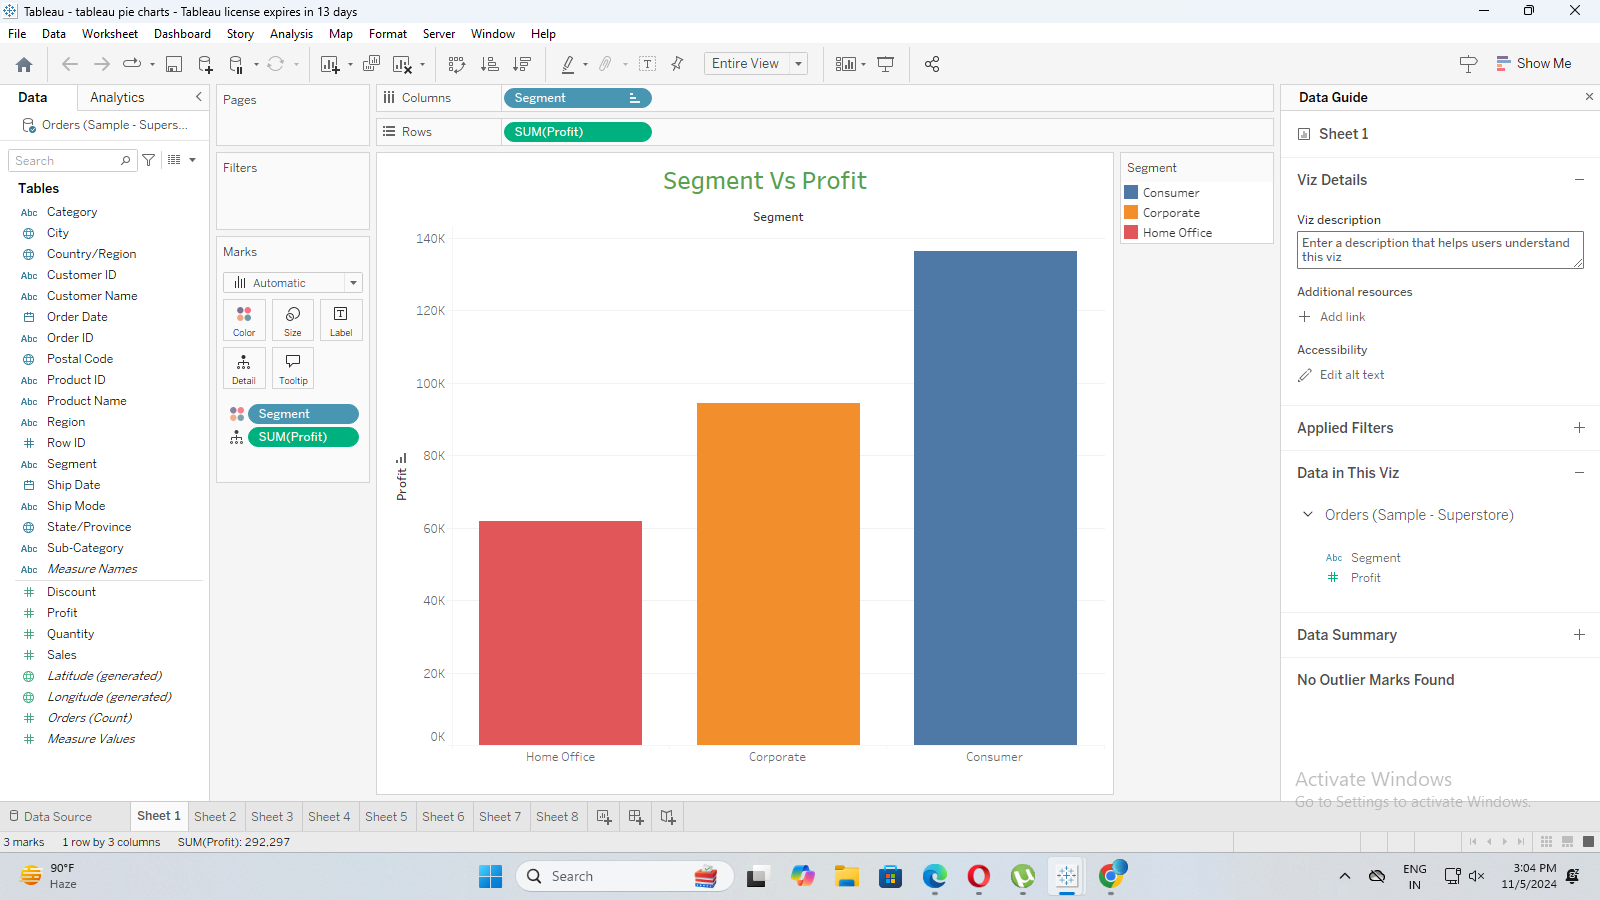 Tableau - tableau pie charts - Tableau license expires in 13 days
File Data Worksheet Dashboard Story Analysis Map Format Server Window Help
Entire View
Show Me
Data Analytics
Orders (Sample - Supers...
Search
Tables
Abc Category
City
Country/Region
Abc Customer ID
Abc Customer Name
Order Date
Abc Order ID
Postal Code
Abc Product ID
Abc Product Name
Abc Region
Row ID
Abc Segment
Ship Date
Abc Ship Mode
State/Province
Abc Sub-Category
Abc Measure Names
Discount
Profit
Quantity
Sales
Latitude (generated)
Longitude (generated)
Orders (Count)
Measure Values
Pages
Filters
Marks
Automatic
Color Size Label
Detail Tooltip
Segment
SUM(Profit)
Columns Segment
Rows SUM(Profit)
Segment Vs Profit
Segment
140K
120K
100K
80K
60K
40K
20K
0K
Profit
Home Office Corporate Consumer
Segment
Consumer
Corporate
Home Office
Data Guide
Sheet 1
Viz Details
Viz description
Enter a description that helps users understand
this viz
Additional resources
Add link
Accessibility
Edit alt text
Applied Filters
Data in This Viz
Orders (Sample - Superstore)
Abc Segment
Profit
Data Summary
No Outlier Marks Found
Activate Windows
Go to Settings to activate Windows.
Data Source Sheet 1 Sheet 2 Sheet 3 Sheet 4 Sheet 5 Sheet 6 Sheet 7 Sheet 8
3 marks 1 row by 3 columns SUM(Profit): 292,297
90°F
Haze
Search
ENG
IN
3:04 PM
11/5/2024